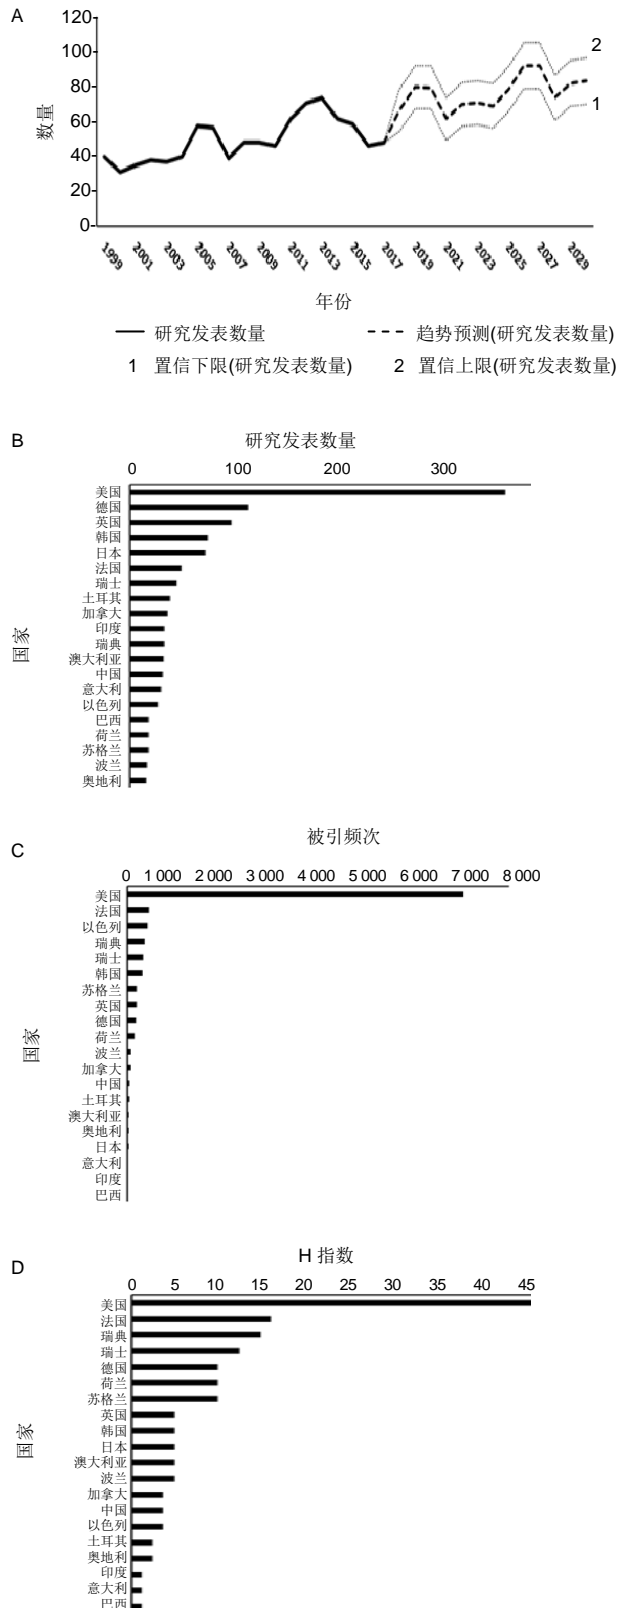 A
120
100
80
60
40
20
0
数量
2
1
1999 2001 2003 2005 2007 2009 2011 2013 2015 2017 2019 2021 2023 2025 2027 2029
年份
研究发表数量 趋势预测(研究发表数量)
1 置信下限(研究发表数量) 2 置信上限(研究发表数量)
B
研究发表数量
0 100 200 300
国家
美国
德国
英国
韩国
日本
法国
瑞士
土耳其
加拿大
印度
瑞典
澳大利亚
中国
意大利
以色列
巴西
荷兰
苏格兰
波兰
奥地利
C
被引频次
0 1 000 2 000 3 000 4 000 5 000 6 000 7 000 8 000
国家
美国
法国
以色列
瑞典
瑞士
韩国
苏格兰
英国
德国
荷兰
波兰
加拿大
中国
土耳其
澳大利亚
奥地利
日本
意大利
印度
巴西
D
H 指数
0 5 10 15 20 25 30 35 40 45
国家
美国
法国
瑞典
瑞士
德国
荷兰
苏格兰
英国
韩国
日本
澳大利亚
波兰
加拿大
中国
以色列
土耳其
奥地利
印度
意大利
巴西